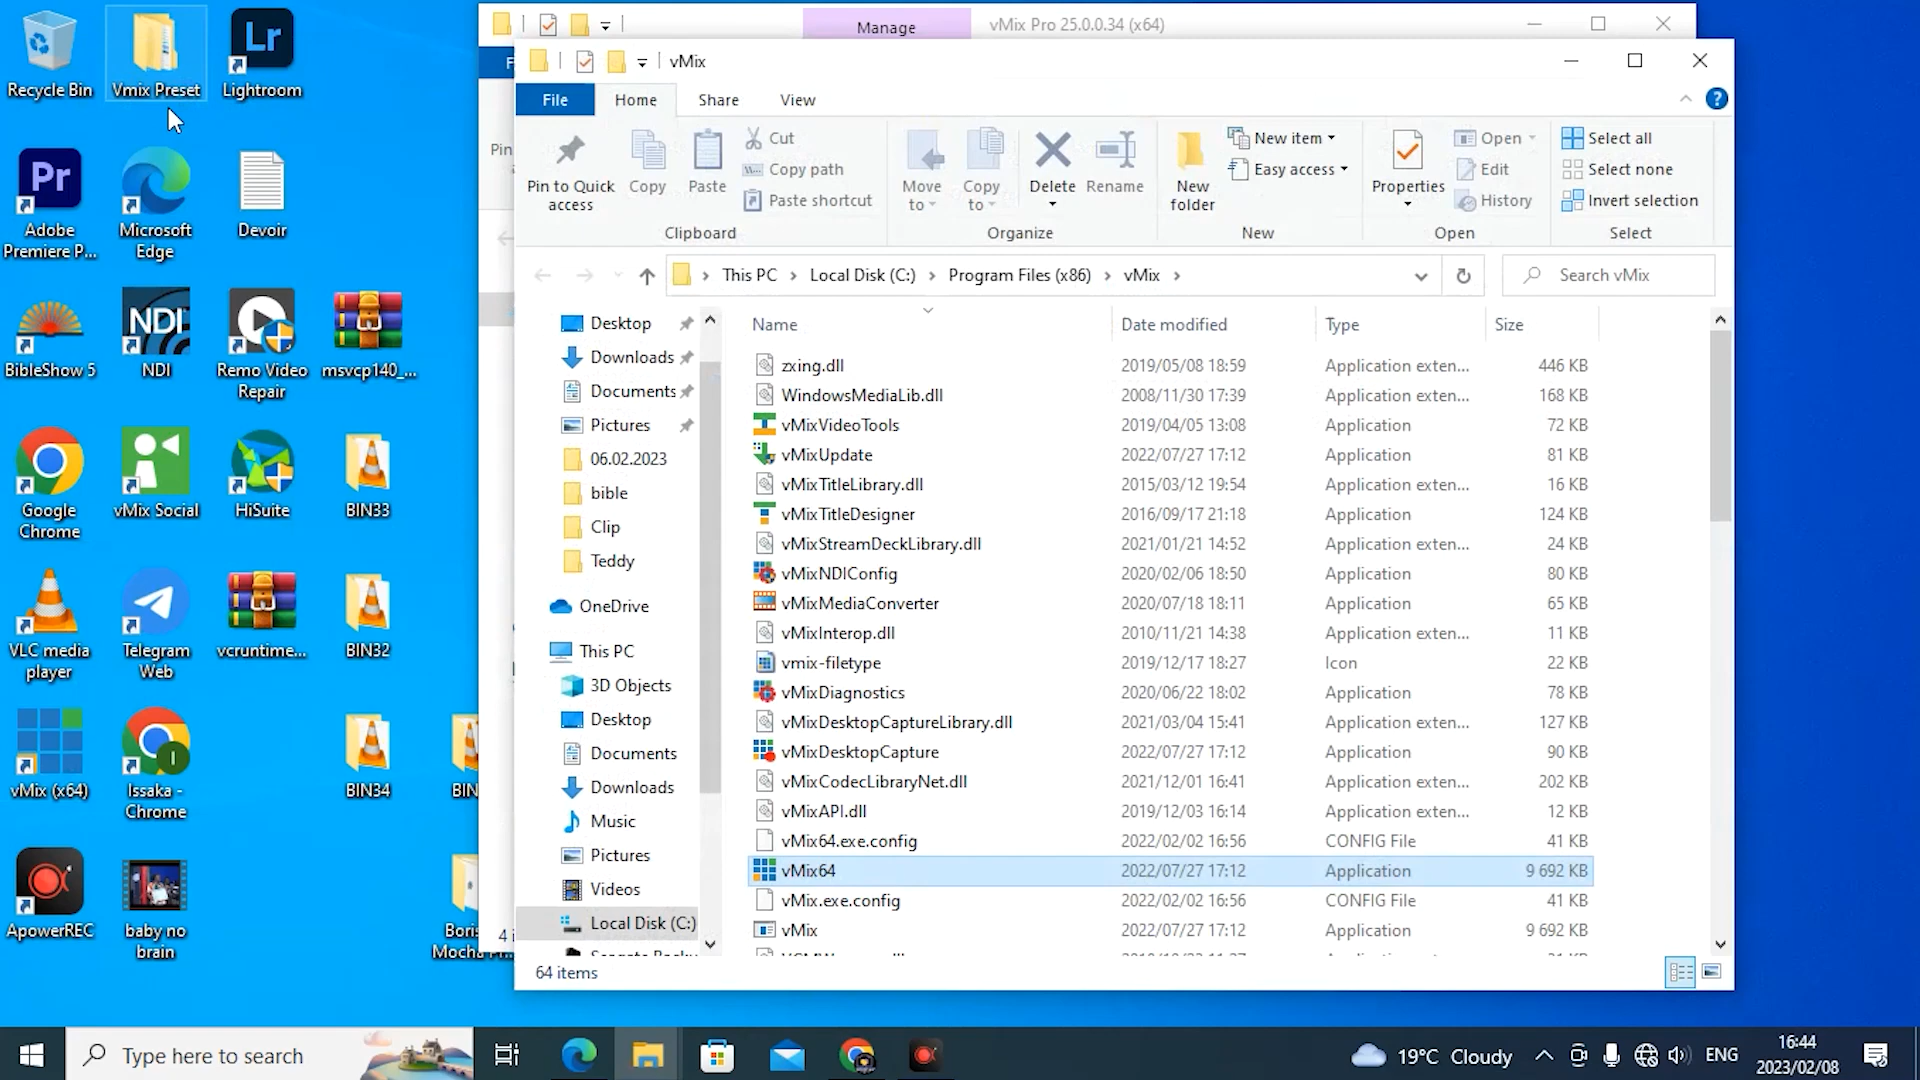 Recycle Bin
Vmix Preset
Lightroom
Lr
Pr
Adobe
Premiere P...
Microsoft
Edge
Devoir
BibleShow 5
NDI
NDI
Remo Video
Repair
msvcp140_...
Google
Chrome
vMix Social
HiSuite
BIN33
VLC media
player
Telegram
Web
vcruntime...
BIN32
vMix (x64)
I
Issaka -
Chrome
BIN34
BIN
ApowerREC
baby no
brain
Boris
Mocha Pr...
Manage
vMix Pro 25.0.0.34 (x64)
F
Pin
4 i
vMix
File
Home
Share
View
Pin to Quick
access
Copy
Paste
Cut
Copy path
Paste shortcut
Clipboard
Move
to
Copy
to
Delete
Rename
Organize
New
folder
New item
Easy access
New
Properties
Open
Edit
History
Open
Select all
Select none
Invert selection
Select
This PC
Local Disk (C:)
Program Files (x86)
vMix
Search vMix
Desktop
Downloads
Documents
Pictures
06.02.2023
bible
Clip
Teddy
OneDrive
This PC
3D Objects
Desktop
Documents
Downloads
Music
Pictures
Videos
Local Disk (C:)
Name Date modified Type Size
zxing.dll 2019/05/08 18:59 Application exten... 446 KB
WindowsMediaLib.dll 2008/11/30 17:39 Application exten... 168 KB
vMixVideoTools 2019/04/05 13:08 Application 72 KB
vMixUpdate 2022/07/27 17:12 Application 81 KB
vMixTitleLibrary.dll 2015/03/12 19:54 Application exten... 16 KB
vMixTitleDesigner 2016/09/17 21:18 Application 124 KB
vMixStreamDeckLibrary.dll 2021/01/21 14:52 Application exten... 24 KB
vMixNDIConfig 2020/02/06 18:50 Application 80 KB
vMixMediaConverter 2020/07/18 18:11 Application 65 KB
vMixInterop.dll 2010/11/21 14:38 Application exten... 11 KB
vmix-filetype 2019/12/17 18:27 Icon 22 KB
vMixDiagnostics 2020/06/22 18:02 Application 78 KB
vMixDesktopCaptureLibrary.dll 2021/03/04 15:41 Application exten... 127 KB
vMixDesktopCapture 2022/07/27 17:12 Application 90 KB
vMixCodecLibraryNet.dll 2021/12/01 16:41 Application exten... 202 KB
vMixAPI.dll 2019/12/03 16:14 Application exten... 12 KB
vMix64.exe.config 2022/02/02 16:56 CONFIG File 41 KB
vMix64 2022/07/27 17:12 Application 9 692 KB
vMix.exe.config 2022/02/02 16:56 CONFIG File 41 KB
vMix 2022/07/27 17:12 Application 9 692 KB
64 items
Type here to search
19°C Cloudy
ENG
16:44
2023/02/08